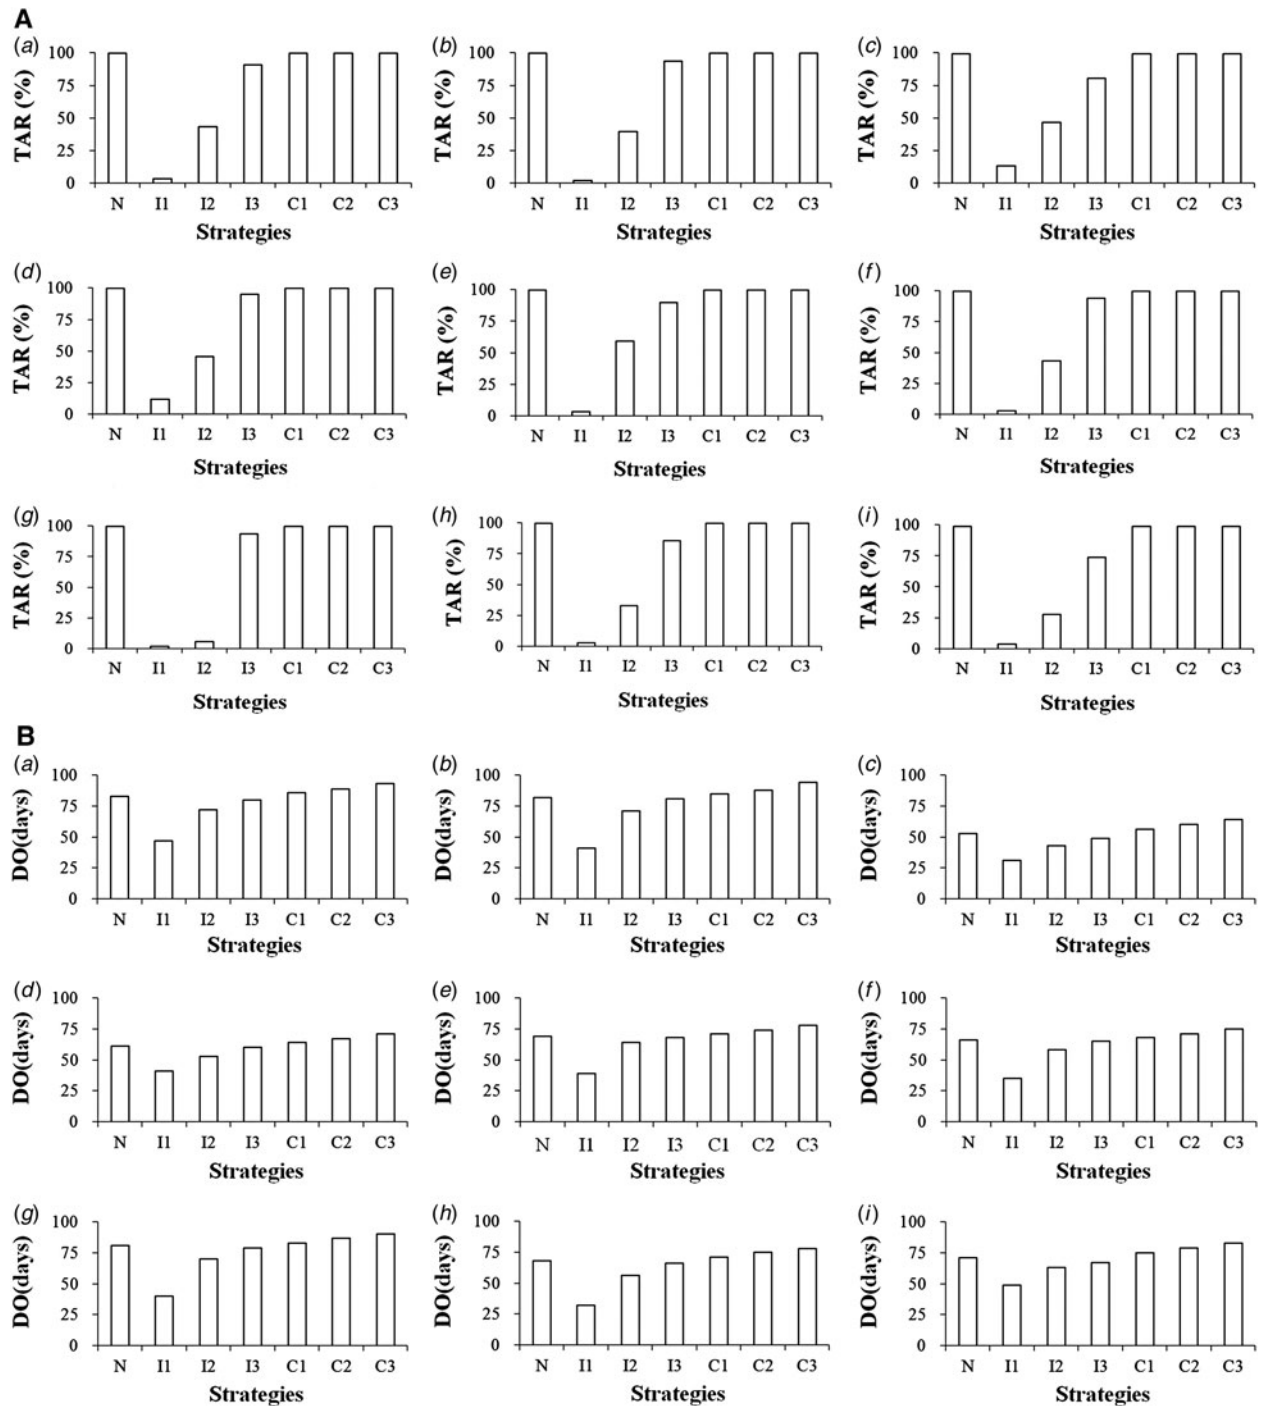 A
(a) (b) (c)
TAR (%) TAR (%) TAR (%)
100 100 100
75 75 75
50 50 50
25 25 25
0 0 0
N I1 I2 I3 C1 C2 C3 N I1 I2 I3 C1 C2 C3 N I1 I2 I3 C1 C2 C3
Strategies Strategies Strategies
(d) (e) (f)
TAR (%) TAR (%) TAR (%)
100 100 100
75 75 75
50 50 50
25 25 25
0 0 0
N I1 I2 I3 C1 C2 C3 N I1 I2 I3 C1 C2 C3 N I1 I2 I3 C1 C2 C3
Strategies Strategies Strategies
(g) (h) (i)
TAR (%) TAR (%) TAR (%)
100 100 100
75 75 75
50 50 50
25 25 25
0 0 0
N I1 I2 I3 C1 C2 C3 N I1 I2 I3 C1 C2 C3 N I1 I2 I3 C1 C2 C3
Strategies Strategies Strategies
B
(a) (b) (c)
DO(days) DO(days) DO(days)
100 100 100
75 75 75
50 50 50
25 25 25
0 0 0
N I1 I2 I3 C1 C2 C3 N I1 I2 I3 C1 C2 C3 N I1 I2 I3 C1 C2 C3
Strategies Strategies Strategies
(d) (e) (f)
DO(days) DO(days) DO(days)
100 100 100
75 75 75
50 50 50
25 25 25
0 0 0
N I1 I2 I3 C1 C2 C3 N I1 I2 I3 C1 C2 C3 N I1 I2 I3 C1 C2 C3
Strategies Strategies Strategies
(g) (h) (i)
DO(days) DO(days) DO(days)
100 100 100
75 75 75
50 50 50
25 25 25
0 0 0
N I1 I2 I3 C1 C2 C3 N I1 I2 I3 C1 C2 C3 N I1 I2 I3 C1 C2 C3
Strategies Strategies Strategies